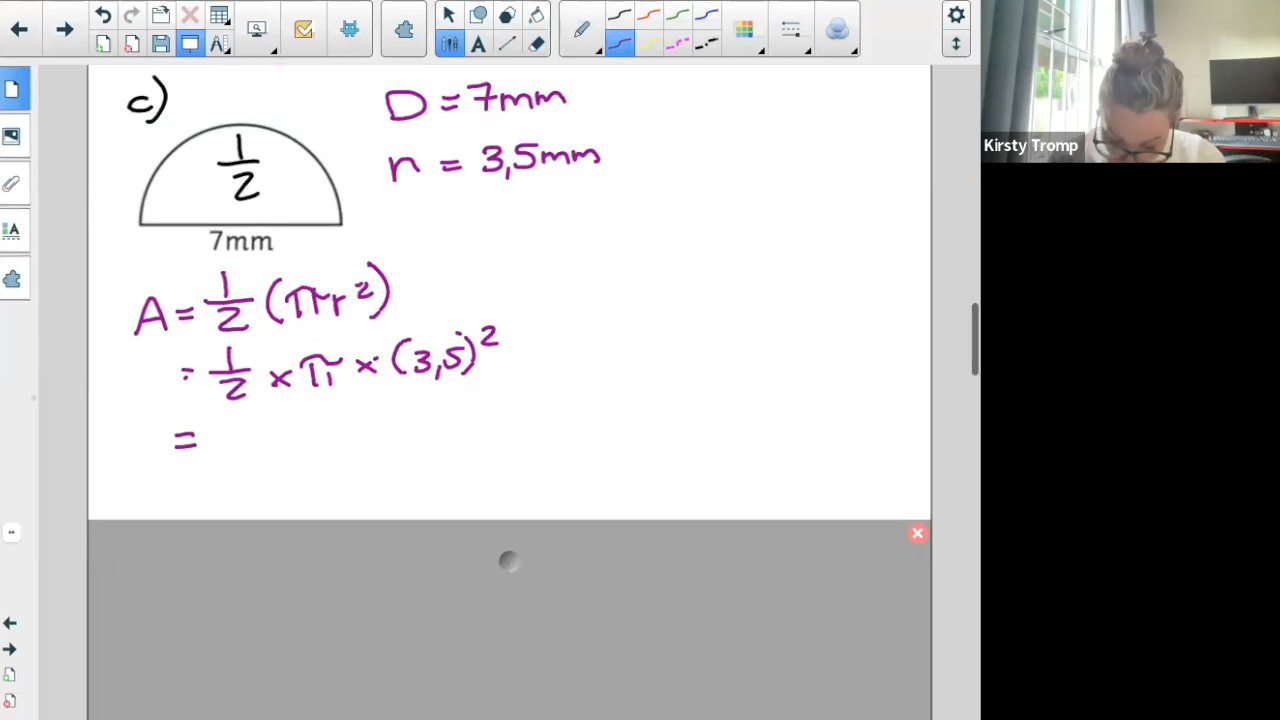 c)
D = 7mm
1/2
r = 3,5mm
7mm
A = 1/2 (πr²)
= 1/2 × π × (3,5)²
=
Kirsty Tromp